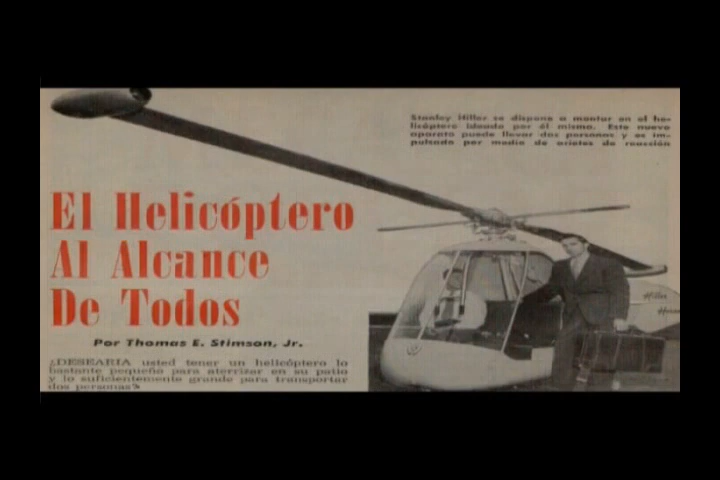 Stanley Hiller se dispone a montar en el he-
licóptero ideado por él mismo. Este nuevo
aparato puede llevar dos personas y es im-
pulsado por medio de arietes de reacción
El Helicóptero
Al Alcance
De Todos
Por Thomas E. Stimson, Jr.
¿DESEARIA usted tener un helicóptero lo
bastante pequeño para aterrizar en su patio
y lo suficientemente grande para transportar
dos personas?
Hiller